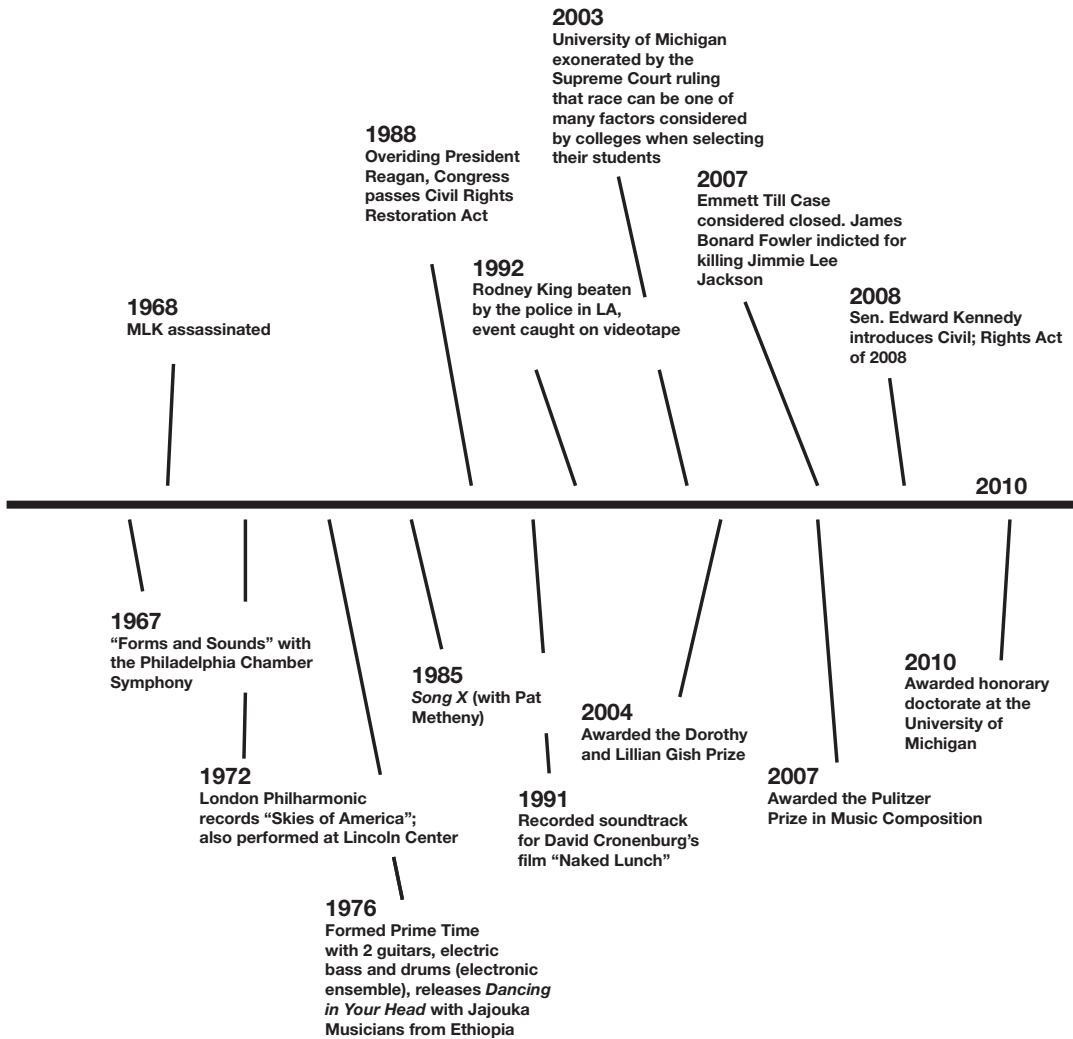 2003
University of Michigan
exonerated by the
Supreme Court ruling
that race can be one of
many factors considered
by colleges when selecting
their students
1988
Overiding President
Reagan, Congress
passes Civil Rights
Restoration Act
2007
Emmett Till Case
considered closed. James
Bonard Fowler indicted for
killing Jimmie Lee
Jackson
1992
Rodney King beaten
by the police in LA,
event caught on videotape
1968
MLK assassinated
2008
Sen. Edward Kennedy
introduces Civil; Rights Act
of 2008
2010
1967
“Forms and Sounds” with
the Philadelphia Chamber
Symphony
1972
London Philharmonic
records “Skies of America”;
also performed at Lincoln Center
1976
Formed Prime Time
with 2 guitars, electric
bass and drums (electronic
ensemble), releases Dancing
in Your Head with Jajouka
Musicians from Ethiopia
1985
Song X (with Pat
Metheny)
1991
Recorded soundtrack
for David Cronenburg’s
film “Naked Lunch”
2004
Awarded the Dorothy
and Lillian Gish Prize
2007
Awarded the Pulitzer
Prize in Music Composition
2010
Awarded honorary
doctorate at the
University of
Michigan